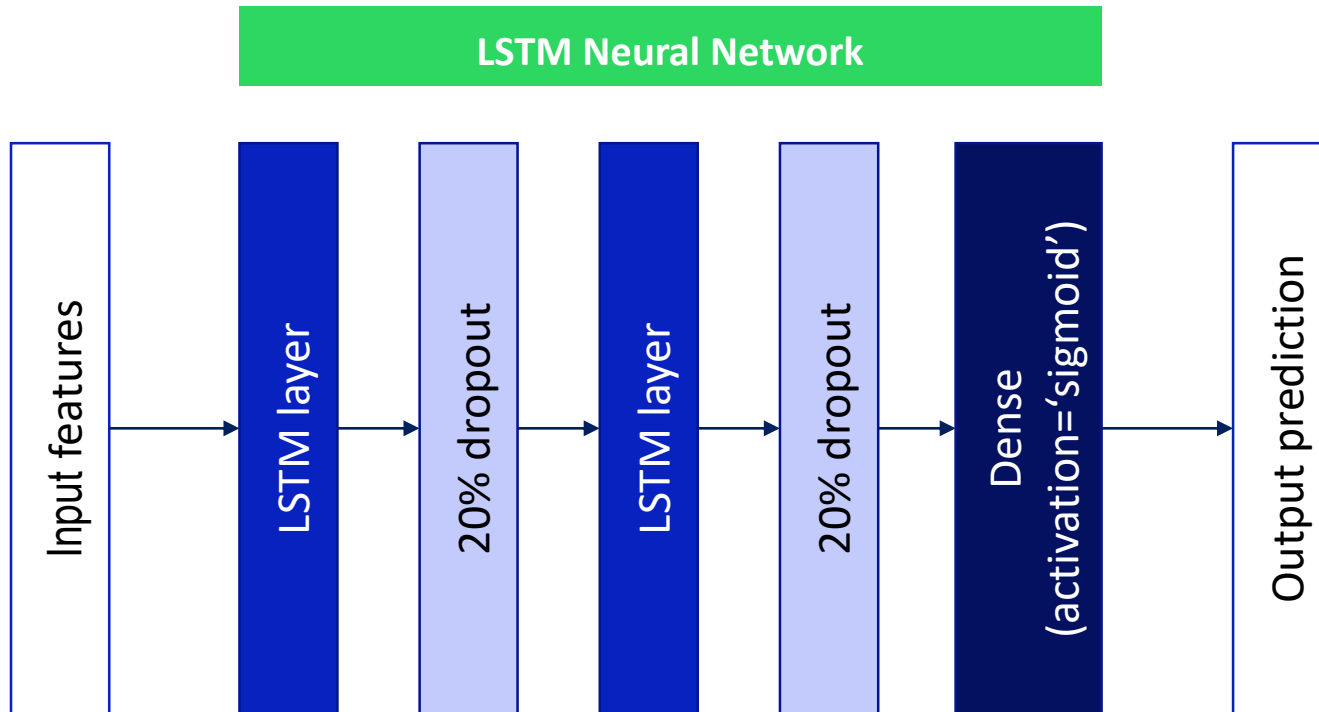 LSTM Neural Network
Input features
LSTM layer
20% dropout
LSTM layer
20% dropout
Dense
(activation=‘sigmoid’)
Output prediction